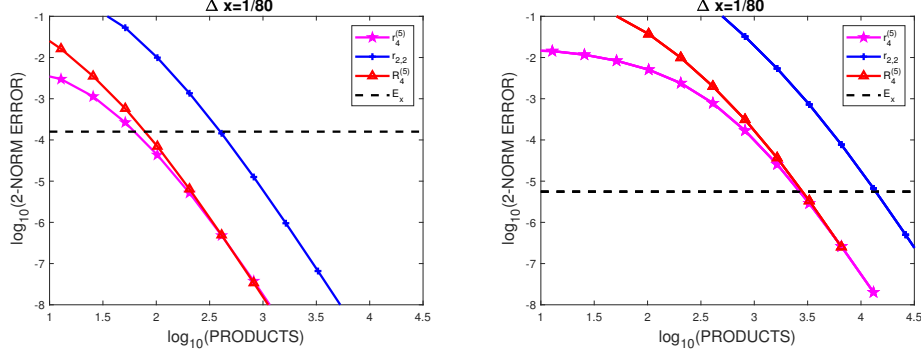 Δ x=1/80
log₁₀(2-NORM ERROR)
-1
-2
-3
-4
-5
-6
-7
-8
r₄⁽⁵⁾
r₂,₂
R₄⁽⁵⁾
Eₓ
1 1.5 2 2.5 3 3.5 4 4.5
log₁₀(PRODUCTS)
Δ x=1/80
log₁₀(2-NORM ERROR)
-1
-2
-3
-4
-5
-6
-7
-8
r₄⁽⁵⁾
r₂,₂
R₄⁽⁵⁾
Eₓ
1 1.5 2 2.5 3 3.5 4 4.5
log₁₀(PRODUCTS)